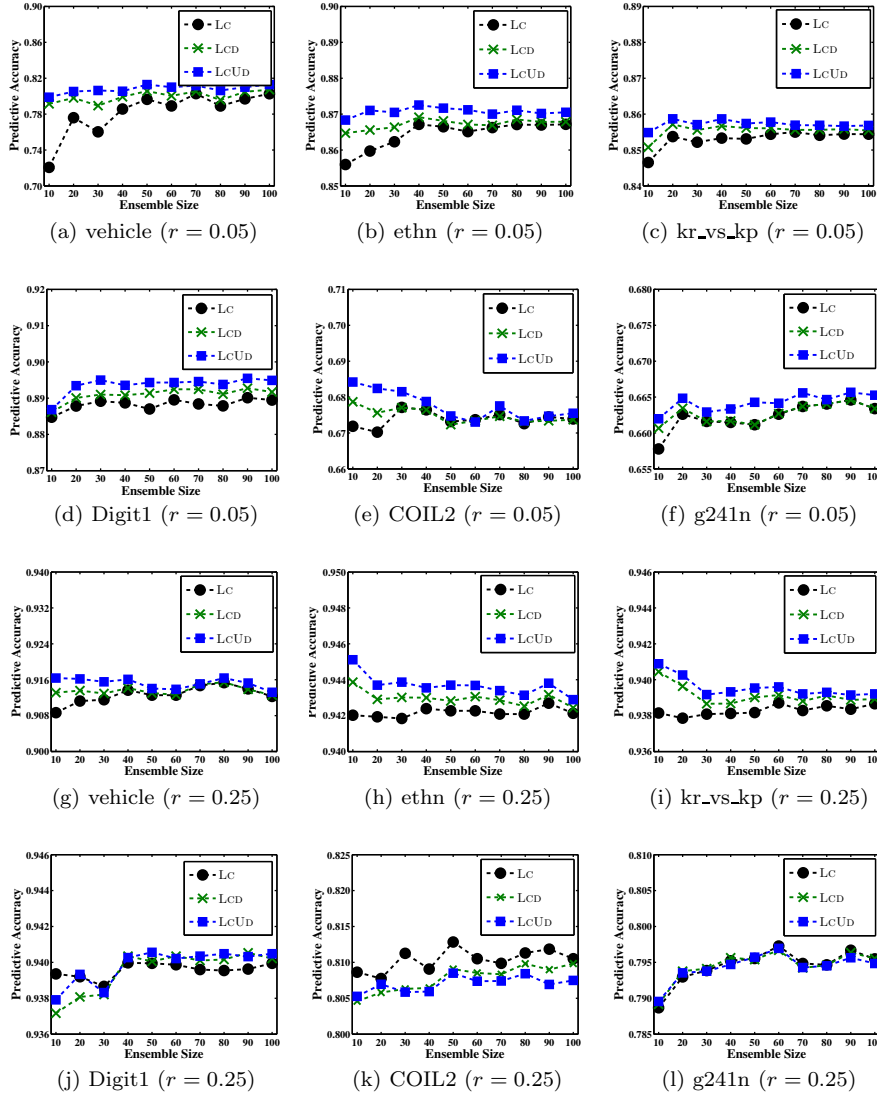 0.90
0.86
0.82
0.78
0.74
0.70
Predictive Accuracy
10 20 30 40 50 60 70 80 90 100
Ensemble Size
LC
LCD
LCUD
(a) vehicle (r = 0.05)
0.90
0.89
0.88
0.87
0.86
0.85
Predictive Accuracy
10 20 30 40 50 60 70 80 90 100
Ensemble Size
LC
LCD
LCUD
(b) ethn (r = 0.05)
0.89
0.88
0.87
0.86
0.85
0.84
Predictive Accuracy
10 20 30 40 50 60 70 80 90 100
Ensemble Size
LC
LCD
LCUD
(c) kr_vs_kp (r = 0.05)
0.92
0.91
0.90
0.89
0.88
0.87
Predictive Accuracy
10 20 30 40 50 60 70 80 90 100
Ensemble Size
LC
LCD
LCUD
(d) Digit1 (r = 0.05)
0.71
0.70
0.69
0.68
0.67
0.66
Predictive Accuracy
10 20 30 40 50 60 70 80 90 100
Ensemble Size
LC
LCD
LCUD
(e) COIL2 (r = 0.05)
0.680
0.675
0.670
0.665
0.660
0.655
Predictive Accuracy
10 20 30 40 50 60 70 80 90 100
Ensemble Size
LC
LCD
LCUD
(f) g241n (r = 0.05)
0.940
0.932
0.924
0.916
0.908
0.900
Predictive Accuracy
10 20 30 40 50 60 70 80 90 100
Ensemble Size
LC
LCD
LCUD
(g) vehicle (r = 0.25)
0.950
0.948
0.946
0.944
0.942
0.940
Predictive Accuracy
10 20 30 40 50 60 70 80 90 100
Ensemble Size
LC
LCD
LCUD
(h) ethn (r = 0.25)
0.946
0.944
0.942
0.940
0.938
0.936
Predictive Accuracy
10 20 30 40 50 60 70 80 90 100
Ensemble Size
LC
LCD
LCUD
(i) kr_vs_kp (r = 0.25)
0.946
0.944
0.942
0.940
0.938
0.936
Predictive Accuracy
10 20 30 40 50 60 70 80 90 100
Ensemble Size
LC
LCD
LCUD
(j) Digit1 (r = 0.25)
0.825
0.820
0.815
0.810
0.805
0.800
Predictive Accuracy
10 20 30 40 50 60 70 80 90 100
Ensemble Size
LC
LCD
LCUD
(k) COIL2 (r = 0.25)
0.810
0.805
0.800
0.795
0.790
0.785
Predictive Accuracy
10 20 30 40 50 60 70 80 90 100
Ensemble Size
LC
LCD
LCUD
(l) g241n (r = 0.25)